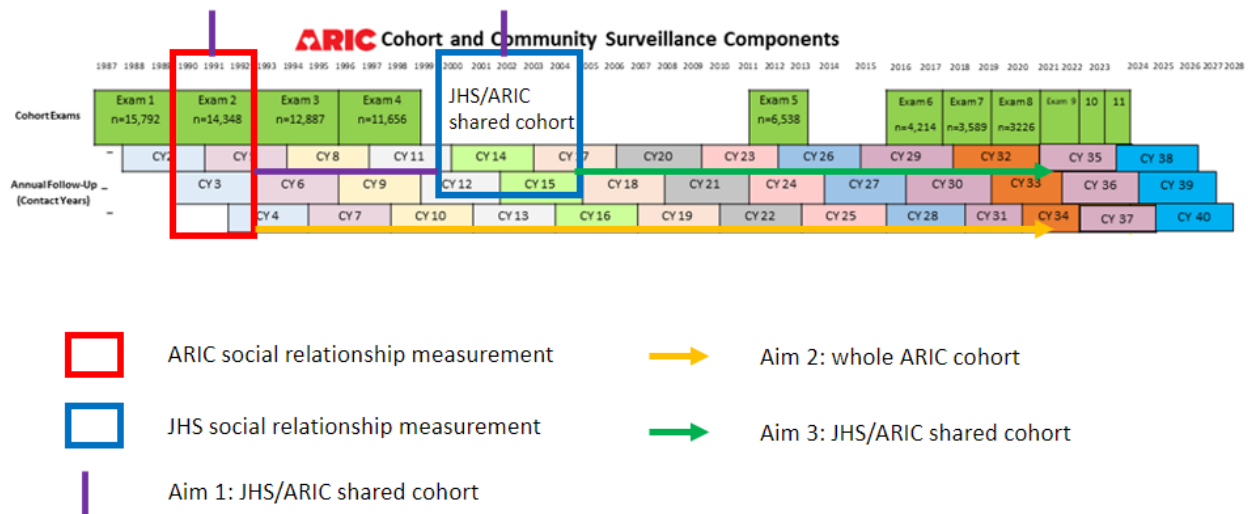 ARIC Cohort and Community Surveillance Components
1987 1988 1989 1990 1991 1992 1993 1994 1995 1996 1997 1998 1999 2000 2001 2002 2003 2004 2005 2006 2007 2008 2009 2010 2011 2012 2013 2014 2015 2016 2017 2018 2019 2020 2021 2022 2023 2024 2025 2026 2027 2028
Cohort Exams
Exam 1
n=15,792
Exam 2
n=14,348
Exam 3
n=12,887
Exam 4
n=11,656
JHS/ARIC
shared cohort
Exam 5
n=6,538
Exam 6
n=4,214
Exam 7
n=3,589
Exam 8
n=3226
Exam 9
10
11
Annual Follow-Up
(Contact Years)
CY2 CY 8 CY 11 CY 14 CY20 CY 23 CY 26 CY 29 CY 32 CY 35 CY 38
CY 3 CY 6 CY 9 CY 12 CY 15 CY 18 CY 21 CY 24 CY 27 CY 30 CY 33 CY 36 CY 39
CY 4 CY 7 CY 10 CY 13 CY 16 CY 19 CY 22 CY 25 CY 28 CY 31 CY 34 CY 37 CY 40
ARIC social relationship measurement
Aim 2: whole ARIC cohort
JHS social relationship measurement
Aim 3: JHS/ARIC shared cohort
Aim 1: JHS/ARIC shared cohort